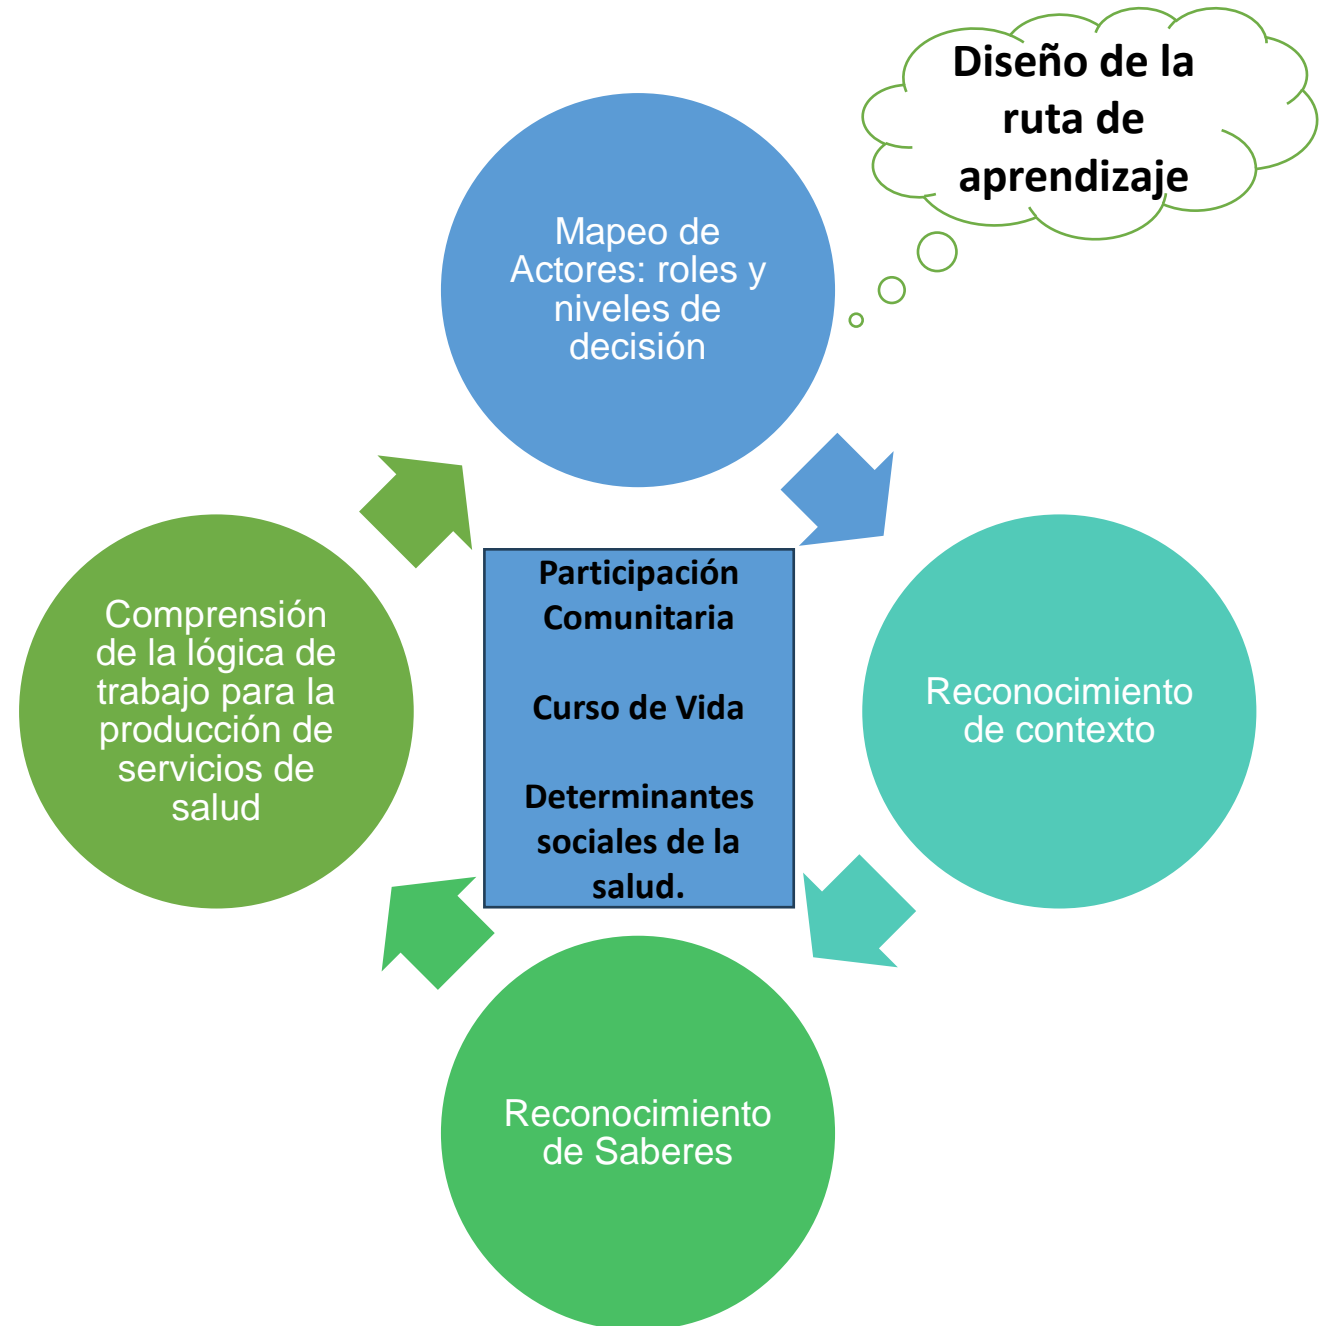 Diseño de la
ruta de
aprendizaje
Mapeo de
Actores: roles y
niveles de
decisión
Participación
Comunitaria
Curso de Vida
Determinantes
sociales de la
salud.
Reconocimiento
de contexto
Reconocimiento
de Saberes
Comprensión
de la lógica de
trabajo para la
producción de
servicios de
salud